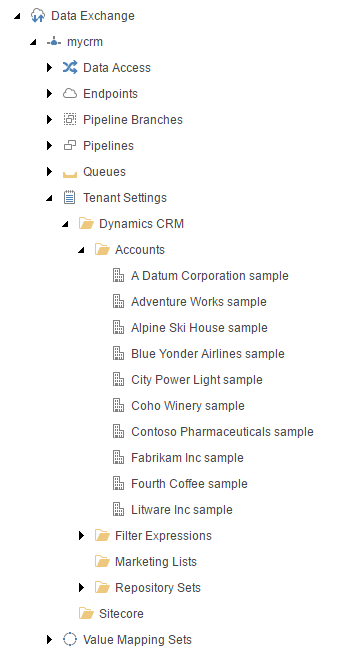 Data Exchange
mycrm
Data Access
Endpoints
Pipeline Branches
Pipelines
Queues
Tenant Settings
Dynamics CRM
Accounts
A Datum Corporation sample
Adventure Works sample
Alpine Ski House sample
Blue Yonder Airlines sample
City Power Light sample
Coho Winery sample
Contoso Pharmaceuticals sample
Fabrikam Inc sample
Fourth Coffee sample
Litware Inc sample
Filter Expressions
Marketing Lists
Repository Sets
Sitecore
Value Mapping Sets